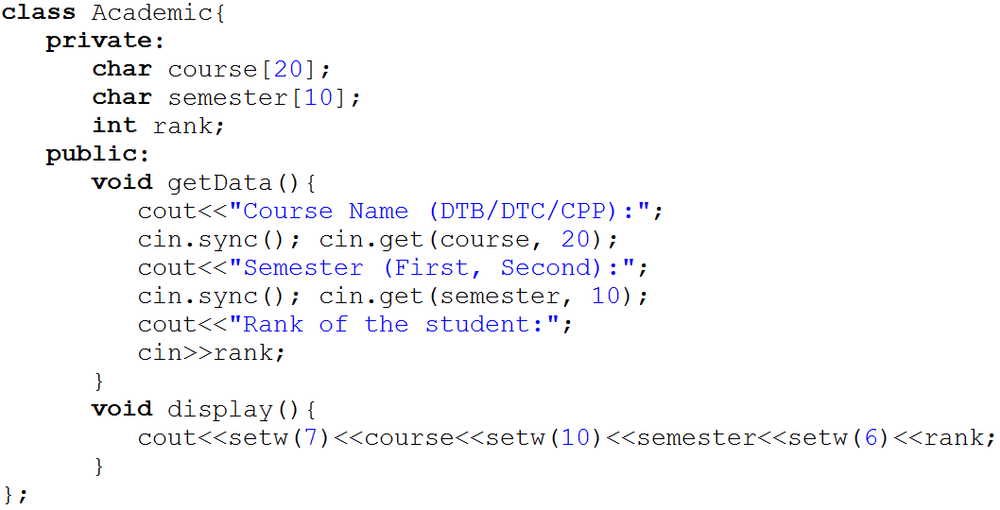 class Academic{
   private:
      char course[20];
      char semester[10];
      int rank;
   public:
      void getData(){
         cout<<"Course Name (DTB/DTC/CPP):";
         cin.sync(); cin.get(course, 20);
         cout<<"Semester (First, Second):";
         cin.sync(); cin.get(semester, 10);
         cout<<"Rank of the student:";
         cin>>rank;
      }
      void display(){
         cout<<setw(7)<<course<<setw(10)<<semester<<setw(6)<<rank;
      }
};